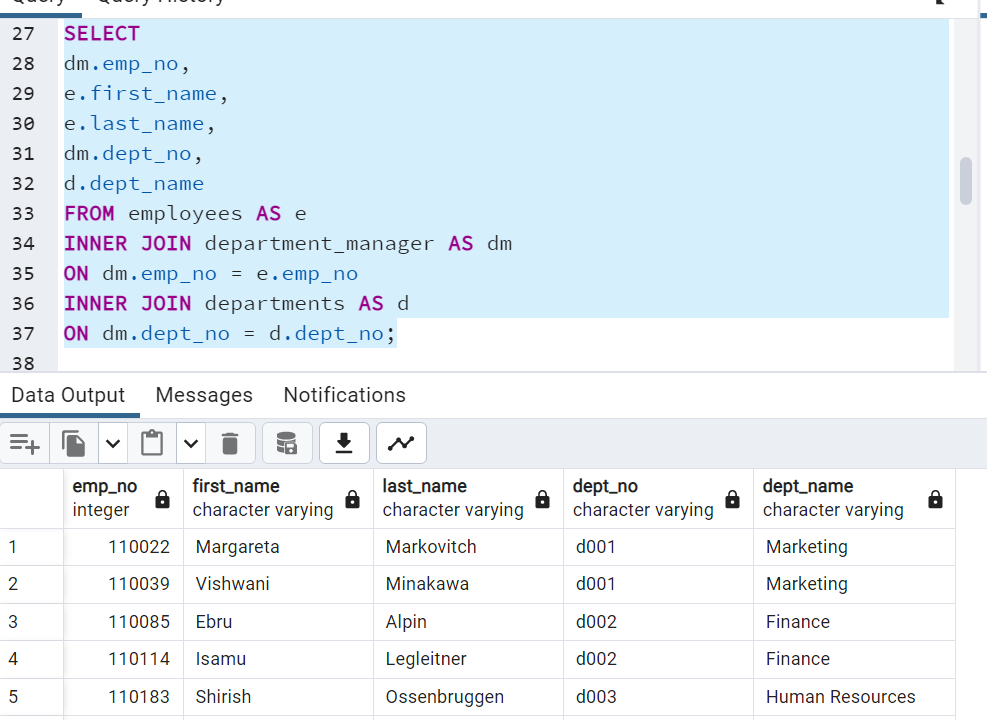 Query Query History
27 SELECT
28 dm.emp_no,
29 e.first_name,
30 e.last_name,
31 dm.dept_no,
32 d.dept_name
33 FROM employees AS e
34 INNER JOIN department_manager AS dm
35 ON dm.emp_no = e.emp_no
36 INNER JOIN departments AS d
37 ON dm.dept_no = d.dept_no;
38
Data Output Messages Notifications
emp_no first_name last_name dept_no dept_name
integer character varying character varying character varying character varying
1 110022 Margareta Markovitch d001 Marketing
2 110039 Vishwani Minakawa d001 Marketing
3 110085 Ebru Alpin d002 Finance
4 110114 Isamu Legleitner d002 Finance
5 110183 Shirish Ossenbruggen d003 Human Resources